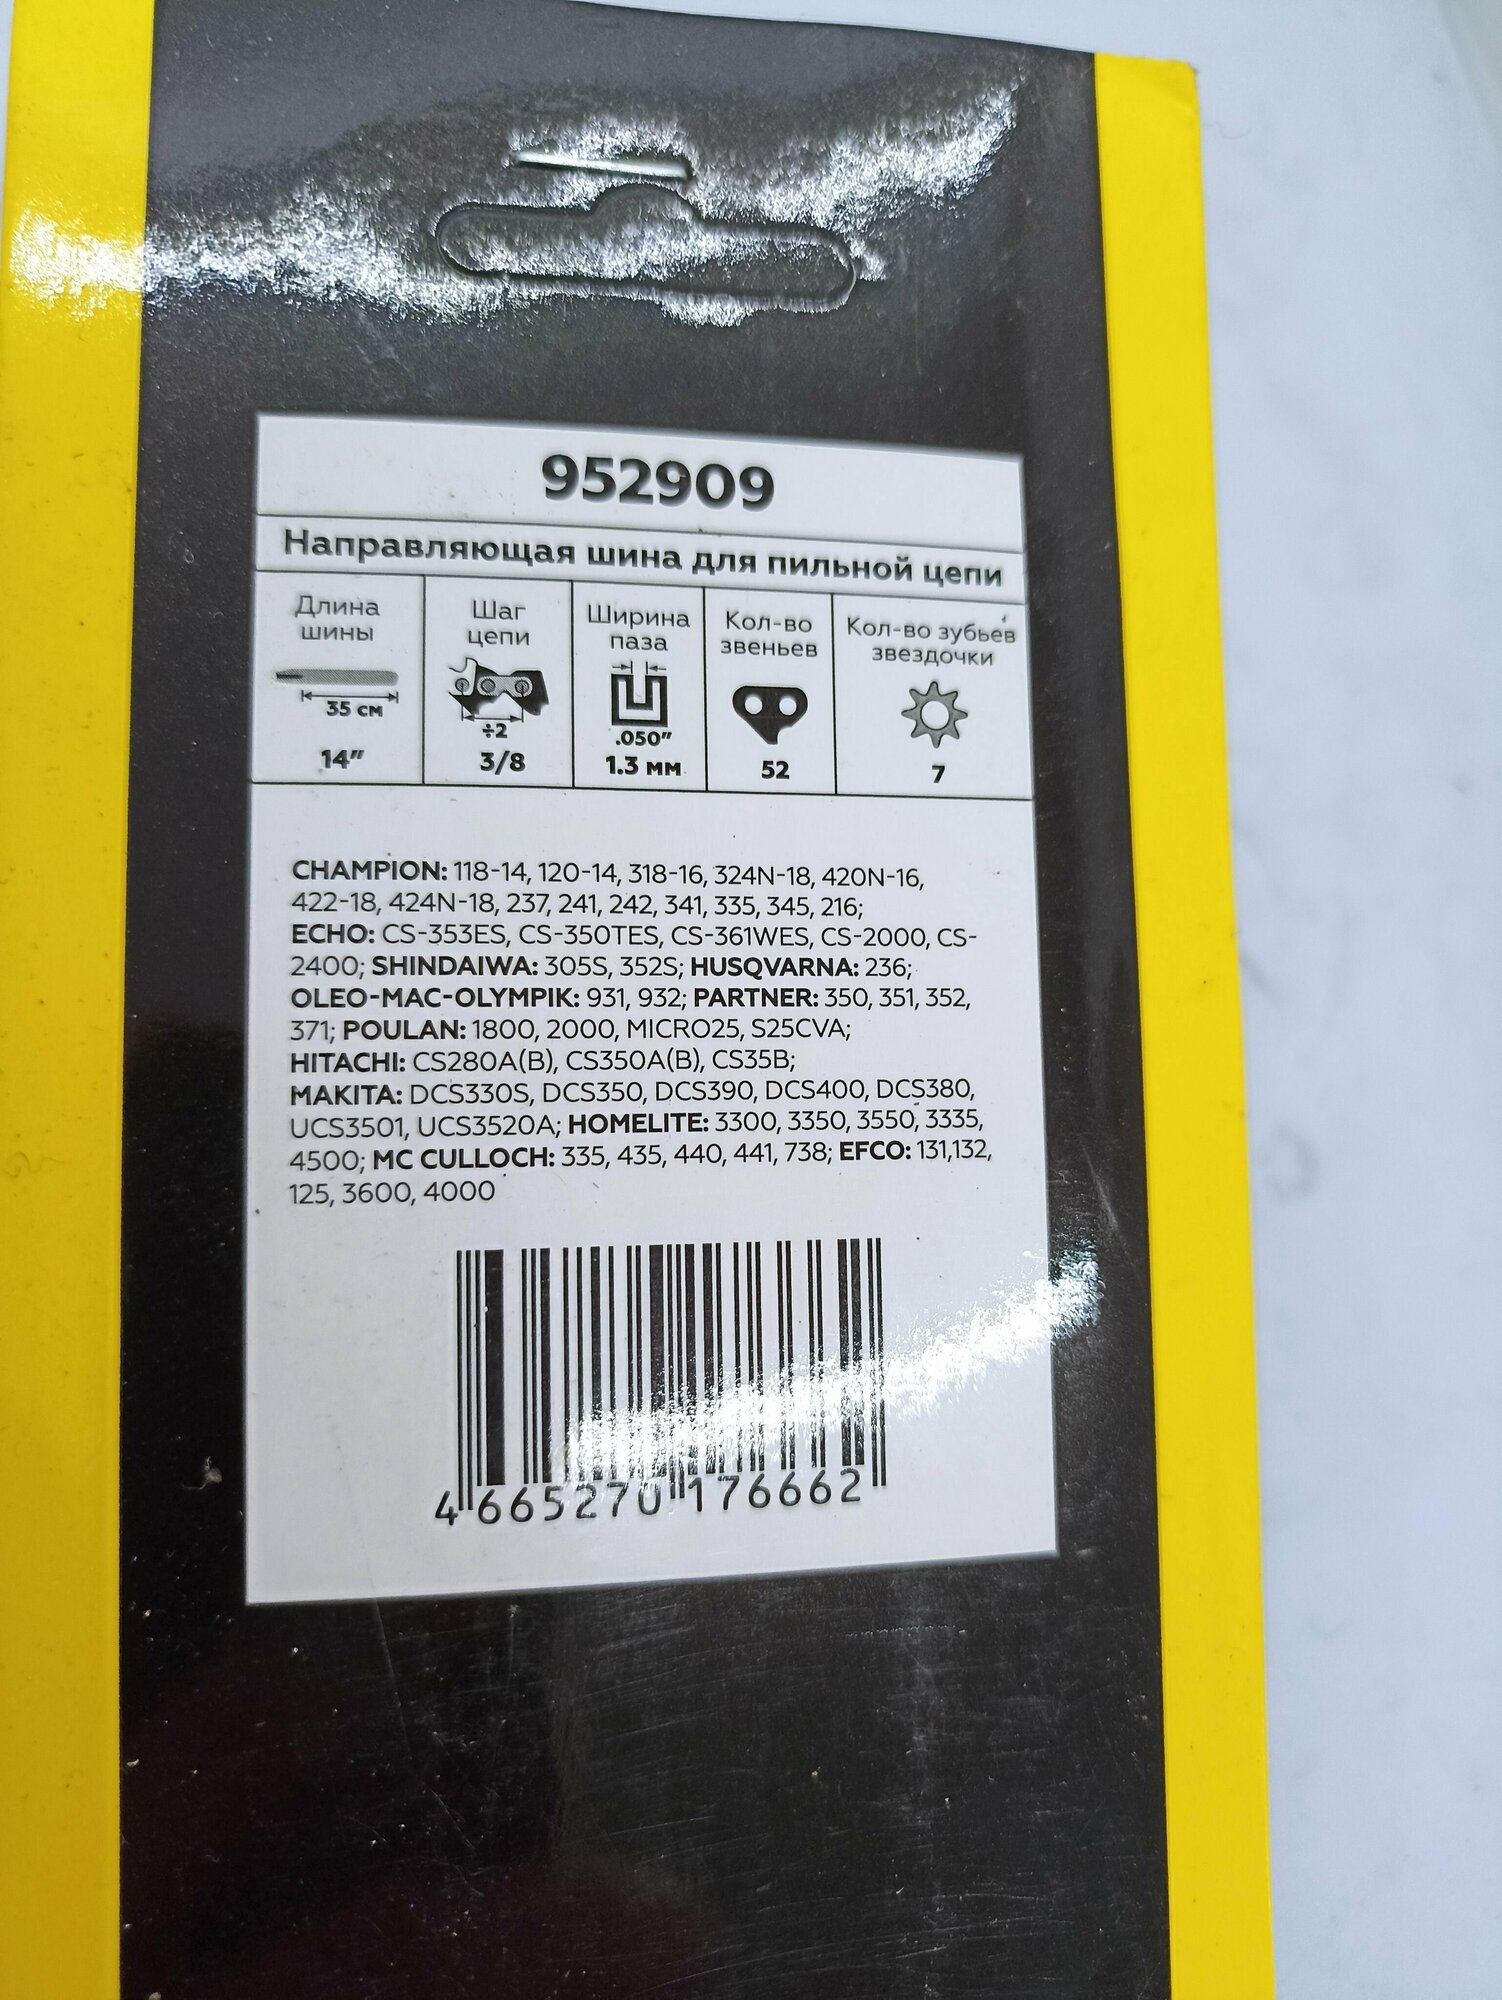 952909
Направляющая шина для пильной цепи
Длина шины
Шаг цепи
Ширина паза
Кол-во звеньев
Кол-во зубьев звездочки
35 см
÷2
.050"
14"
3/8
1.3 мм
52
7
CHAMPION: 118-14, 120-14, 318-16, 324N-18, 420N-16,
422-18, 424N-18, 237, 241, 242, 341, 335, 345, 216;
ECHO: CS-353ES, CS-350TES, CS-361WES, CS-2000, CS-
2400; SHINDAIWA: 305S, 352S; HUSQVARNA: 236;
OLEO-MAC-OLYMPIK: 931, 932; PARTNER: 350, 351, 352,
371; POULAN: 1800, 2000, MICRO25, S25CVA;
HITACHI: CS280A(B), CS350A(B), CS35B;
MAKITA: DCS330S, DCS350, DCS390, DCS400, DCS380,
UCS3501, UCS3520A; HOMELITE: 3300, 3350, 3550, 3335,
4500; MC CULLOCH: 335, 435, 440, 441, 738; EFCO: 131,132,
125, 3600, 4000
4 665270 176662